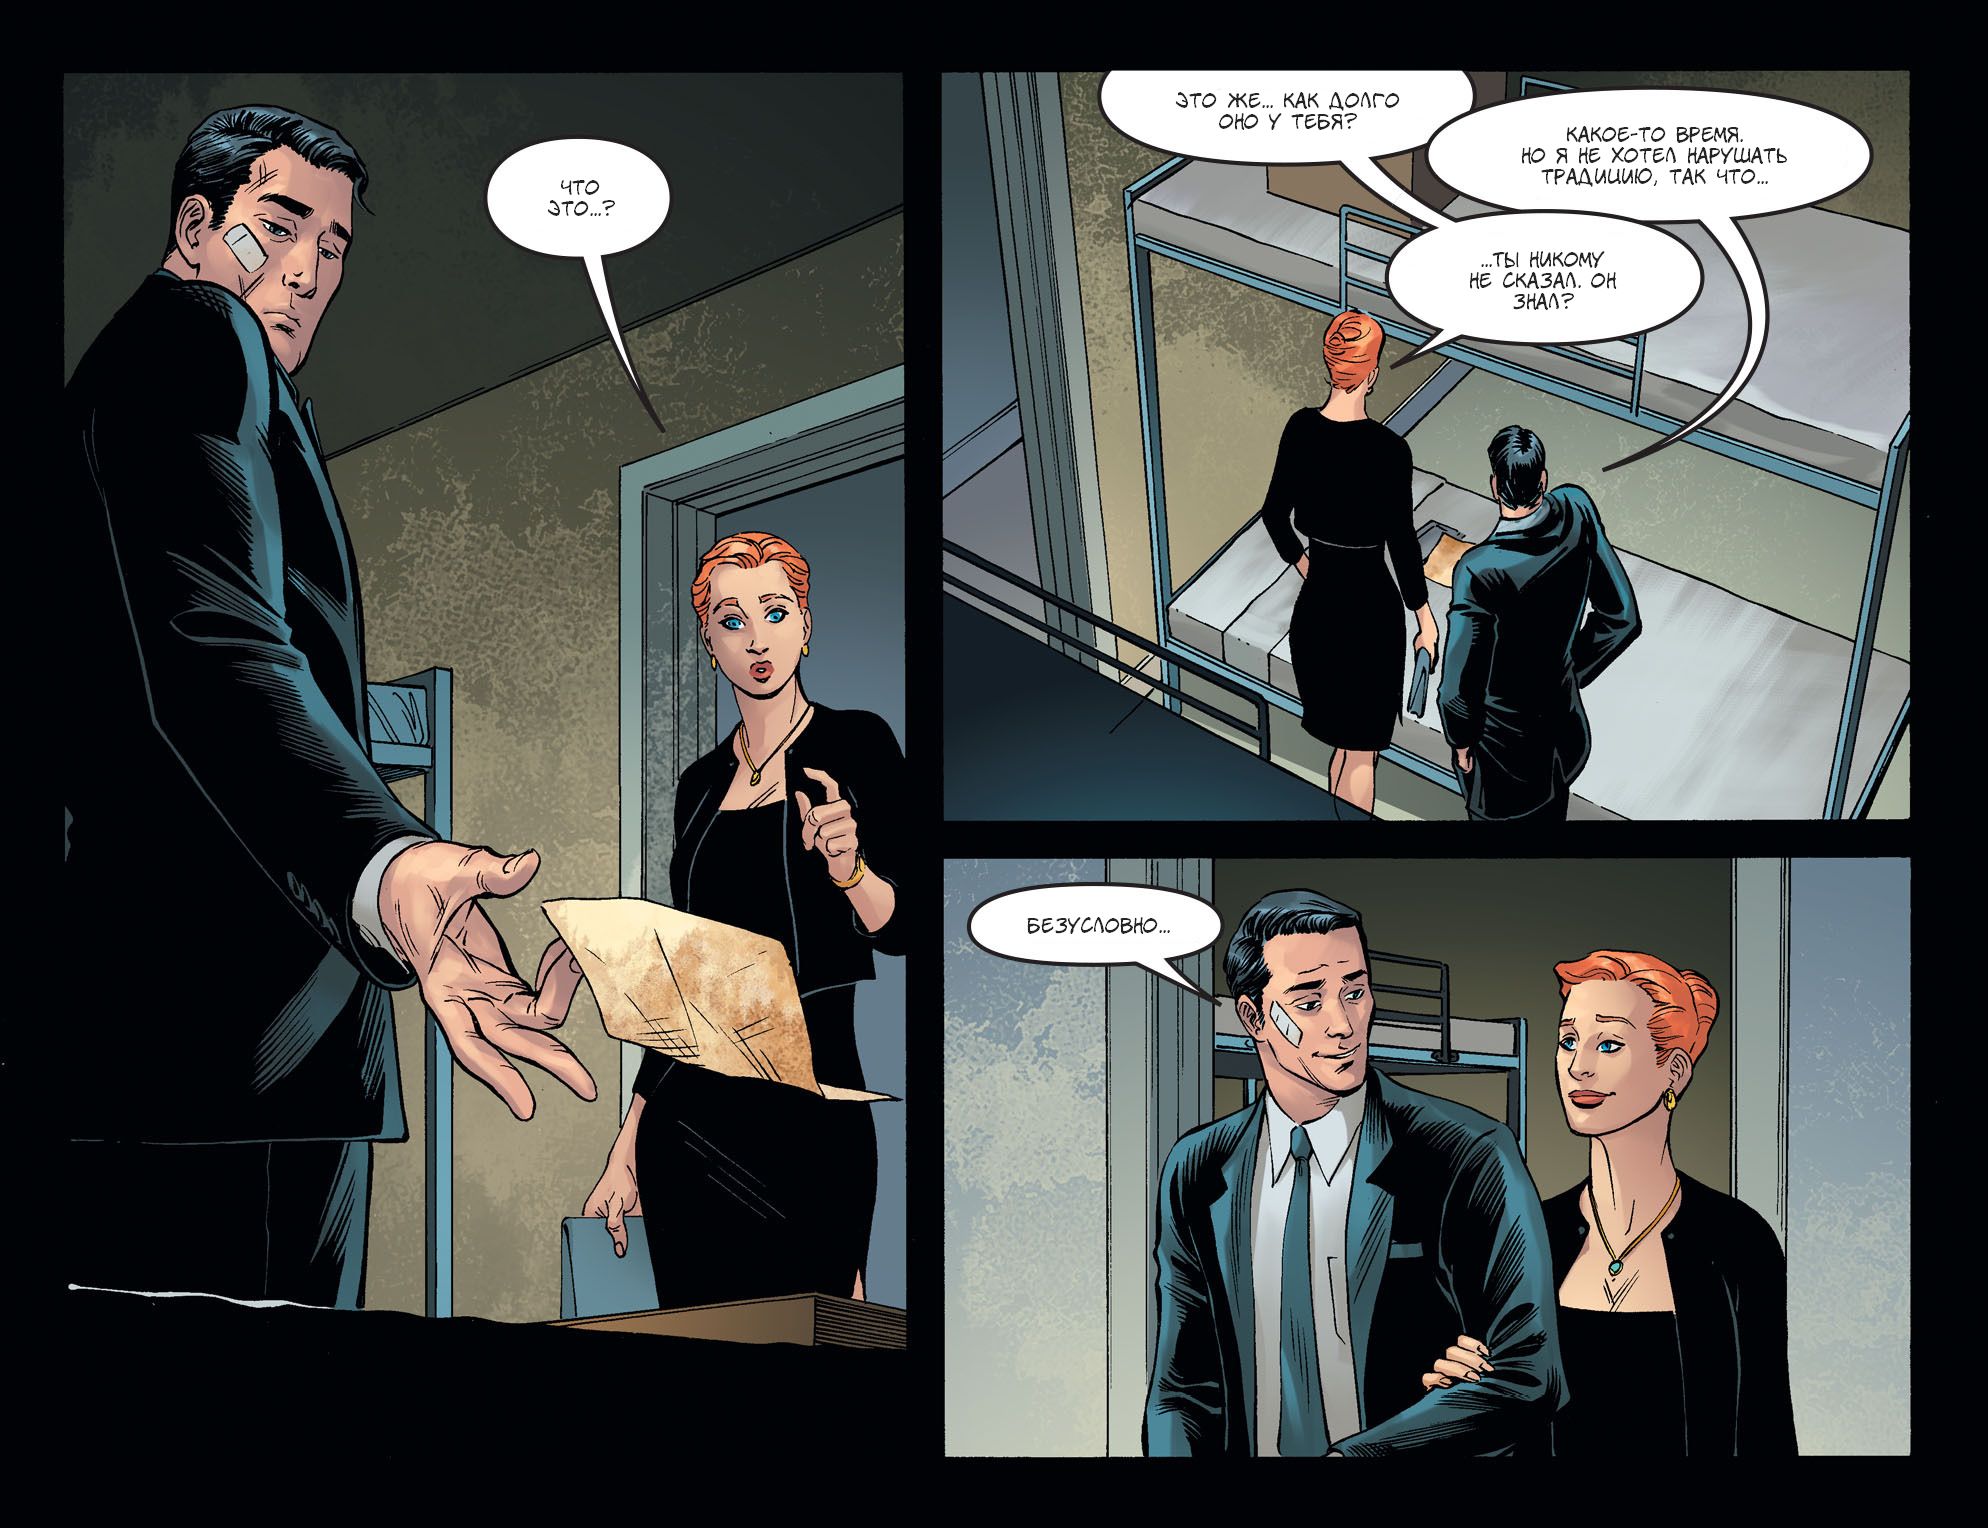 ЧТО
ЭТО...?
ЭТО ЖЕ... КАК ДОЛГО
ОНО У ТЕБЯ?
КАКОЕ-ТО ВРЕМЯ.
НО Я НЕ ХОТЕЛ НАРУШАТЬ
ТРАДИЦИЮ, ТАК ЧТО...
...ТЫ НИКОМУ
НЕ СКАЗАЛ. ОН
ЗНАЛ?
БЕЗУСЛОВНО...